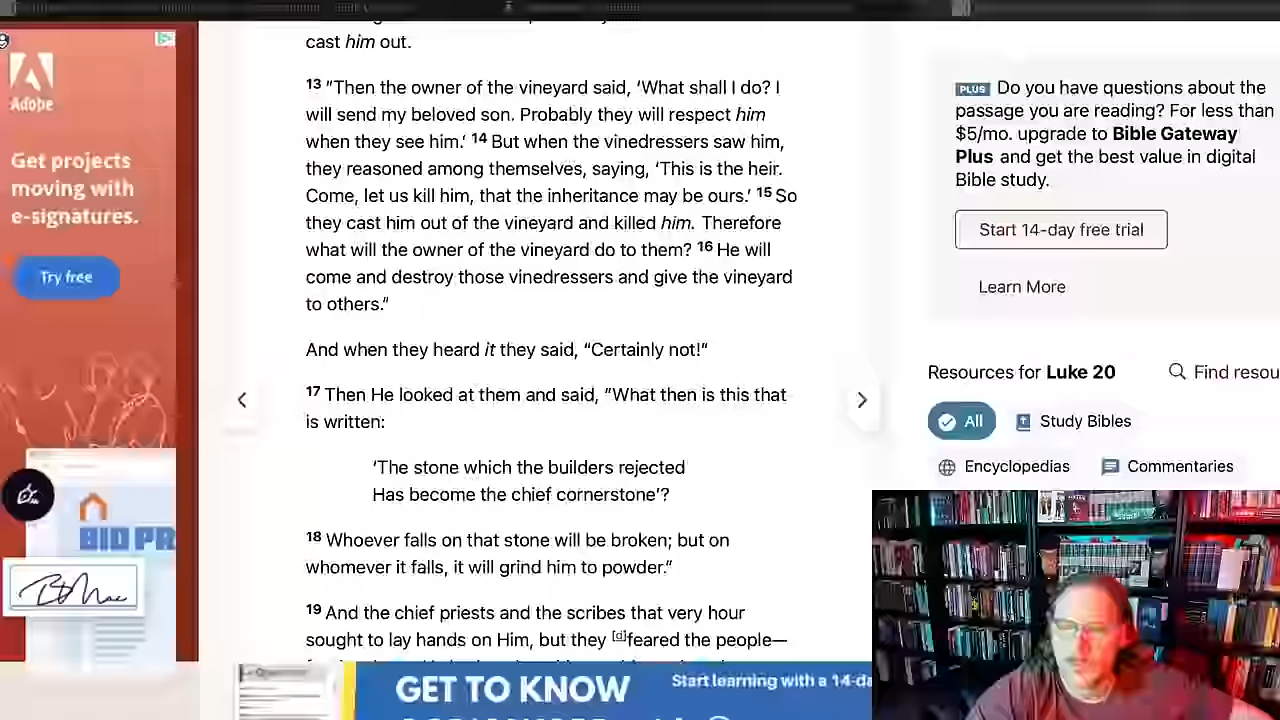 cast him out.
13 “Then the owner of the vineyard said, ‘What shall I do? I
will send my beloved son. Probably they will respect him
when they see him.’ 14 But when the vinedressers saw him,
they reasoned among themselves, saying, ‘This is the heir.
Come, let us kill him, that the inheritance may be ours.’ 15 So
they cast him out of the vineyard and killed him. Therefore
what will the owner of the vineyard do to them? 16 He will
come and destroy those vinedressers and give the vineyard
to others.”
And when they heard it they said, “Certainly not!”
17 Then He looked at them and said, “What then is this that
is written:
‘The stone which the builders rejected
Has become the chief cornerstone’?
18 Whoever falls on that stone will be broken; but on
whomever it falls, it will grind him to powder.”
19 And the chief priests and the scribes that very hour
sought to lay hands on Him, but they [d]feared the people—
Adobe
Get projects
moving with
e-signatures.
Try free
BID PR
PLUS Do you have questions about the
passage you are reading? For less than
$5/mo. upgrade to Bible Gateway
Plus and get the best value in digital
Bible study.
Start 14-day free trial
Learn More
Resources for Luke 20
Find resou
All
Study Bibles
Encyclopedias
Commentaries
GET TO KNOW
Start learning with a 14-da